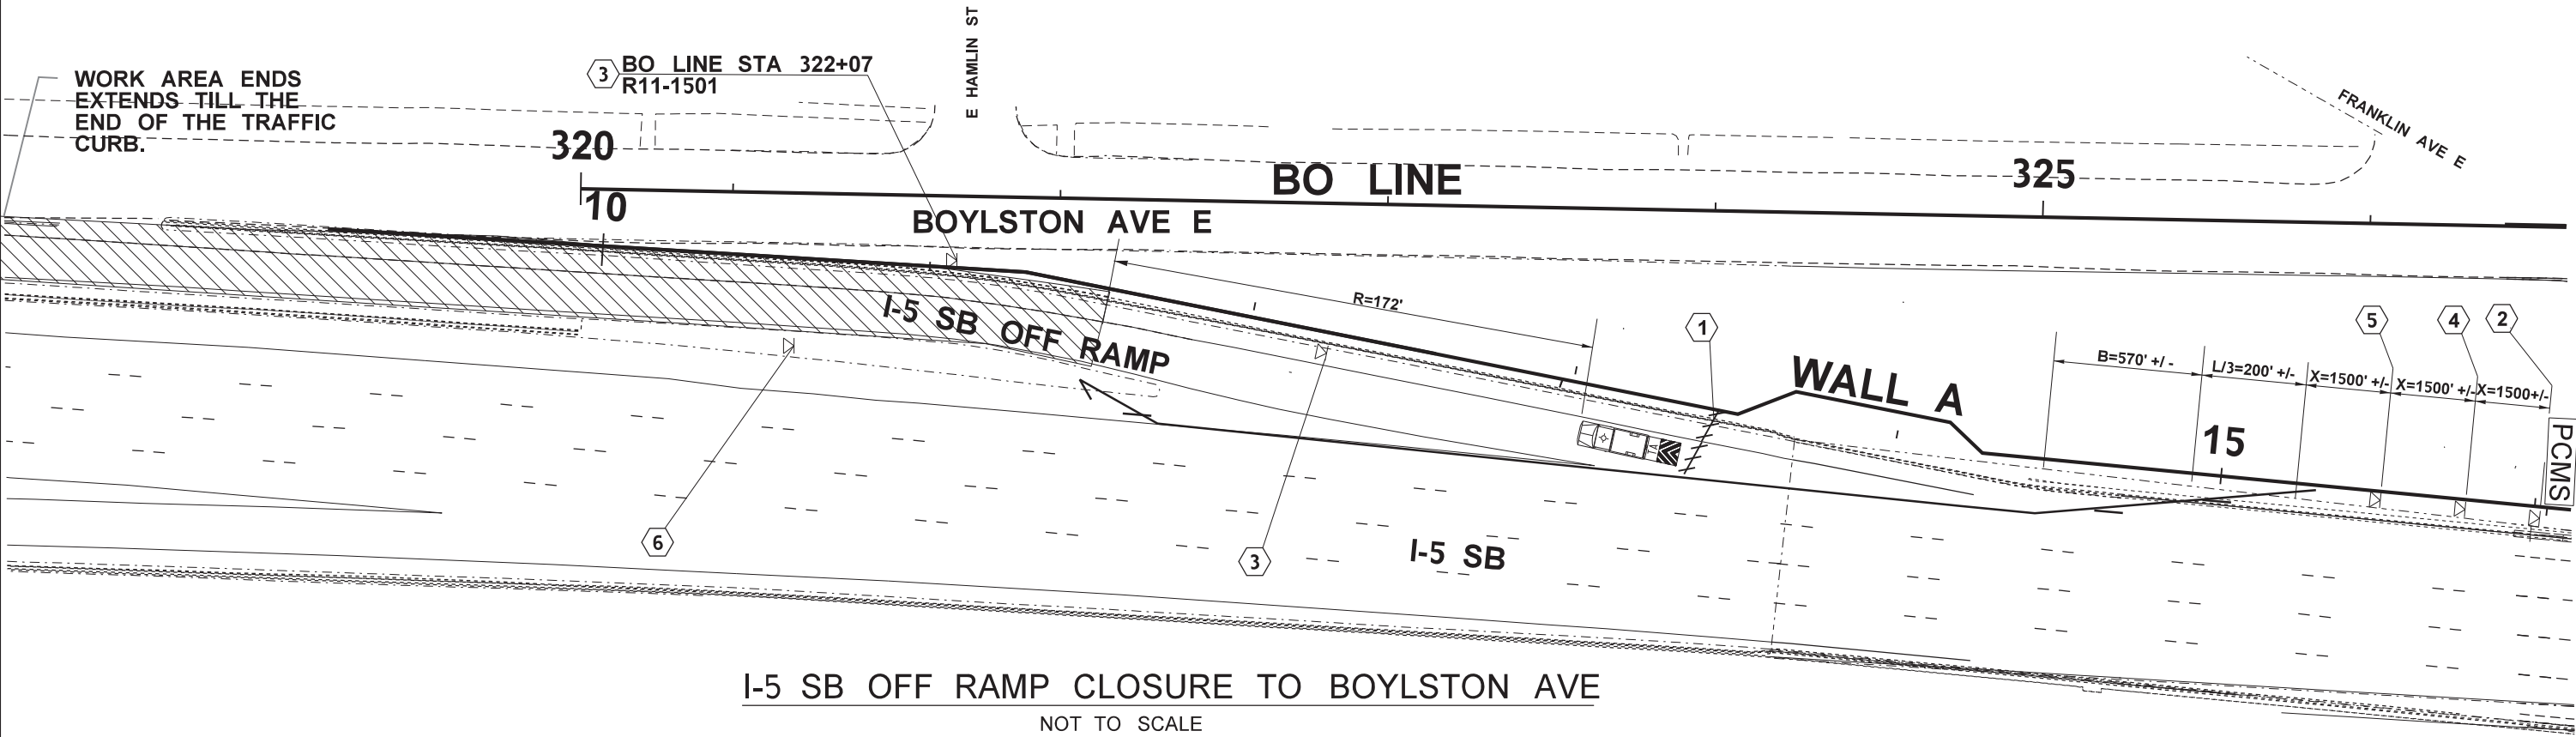 E HAMLIN ST
3 BO LINE STA 322+07
R11-1501
WORK AREA ENDS
EXTENDS TILL THE
END OF THE TRAFFIC
CURB.
FRANKLIN AVE E
320
BO LINE
325
10
BOYLSTON AVE E
R=172'
I-5 SB OFF RAMP
1
5
4
2
B=570' +/-
L/3=200' +/-
X=1500' +/-
X=1500' +/-
X=1500+/-
WALL A
15
PCMS
6
3
I-5 SB
I-5 SB OFF RAMP CLOSURE TO BOYLSTON AVE
NOT TO SCALE